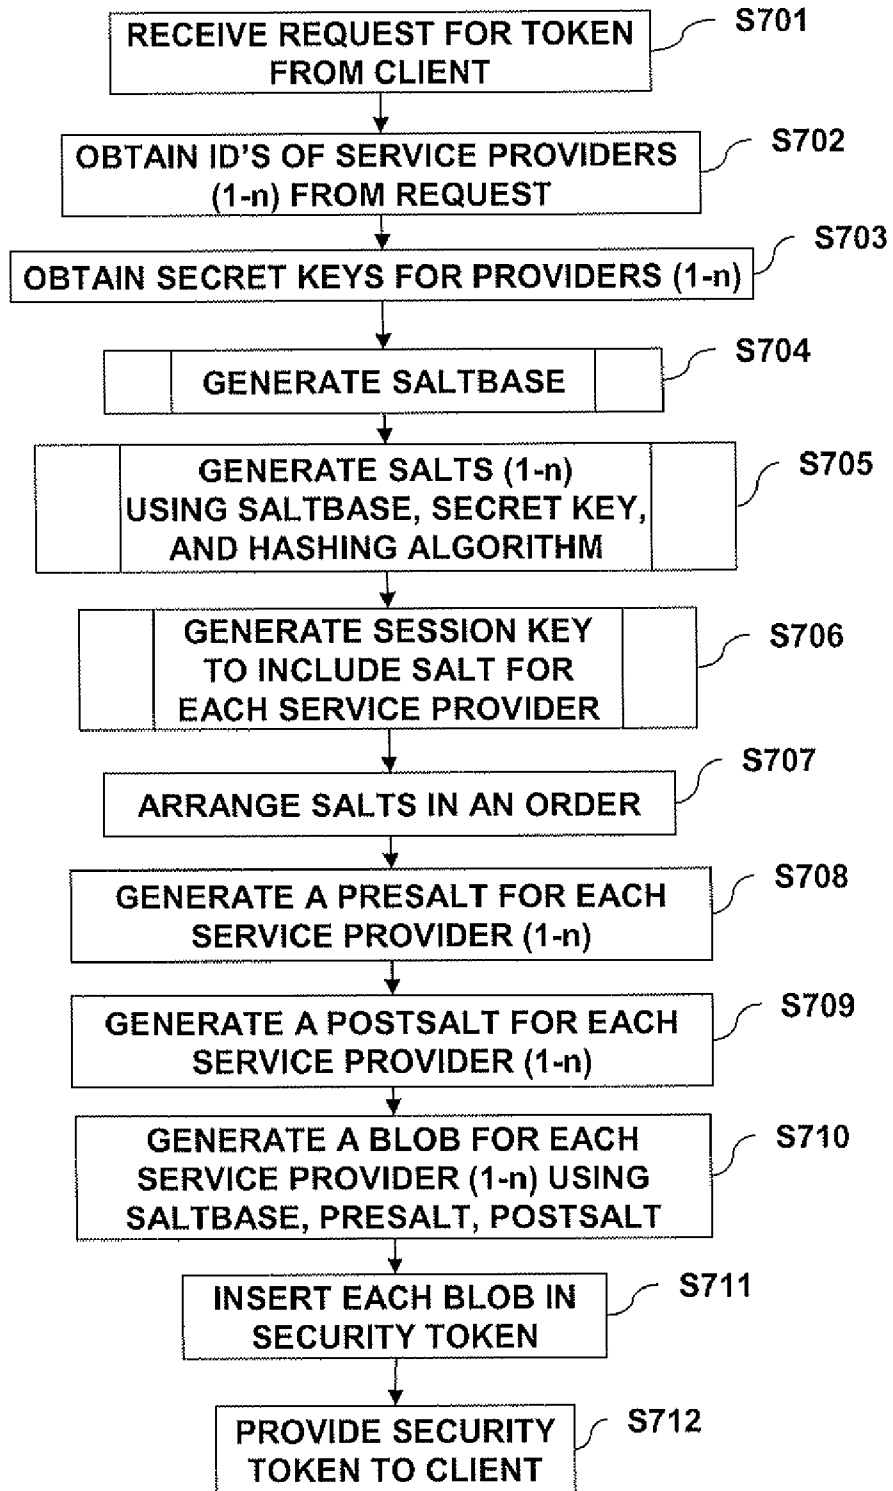 RECEIVE REQUEST FOR TOKEN
FROM CLIENT
S701
OBTAIN ID'S OF SERVICE PROVIDERS
(1-n) FROM REQUEST
S702
OBTAIN SECRET KEYS FOR PROVIDERS (1-n)
S703
GENERATE SALTBASE
S704
GENERATE SALTS (1-n)
USING SALTBASE, SECRET KEY,
AND HASHING ALGORITHM
S705
GENERATE SESSION KEY
TO INCLUDE SALT FOR
EACH SERVICE PROVIDER
S706
ARRANGE SALTS IN AN ORDER
S707
GENERATE A PRESALT FOR EACH
SERVICE PROVIDER (1-n)
S708
GENERATE A POSTSALT FOR EACH
SERVICE PROVIDER (1-n)
S709
GENERATE A BLOB FOR EACH
SERVICE PROVIDER (1-n) USING
SALTBASE, PRESALT, POSTSALT
S710
INSERT EACH BLOB IN
SECURITY TOKEN
S711
PROVIDE SECURITY
TOKEN TO CLIENT
S712